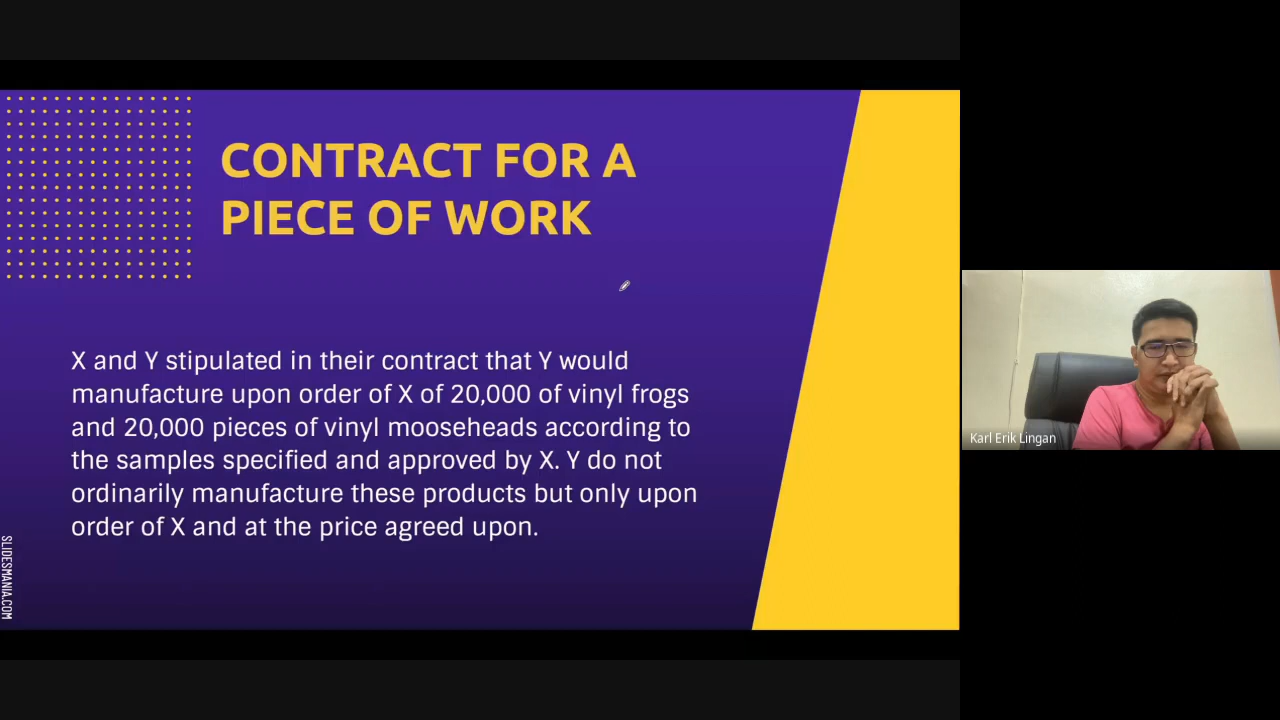 CONTRACT FOR A
PIECE OF WORK
X and Y stipulated in their contract that Y would
manufacture upon order of X of 20,000 of vinyl frogs
and 20,000 pieces of vinyl mooseheads according to
the samples specified and approved by X. Y do not
ordinarily manufacture these products but only upon
order of X and at the price agreed upon.
SLIDESMANIA.COM
Karl Erik Lingan